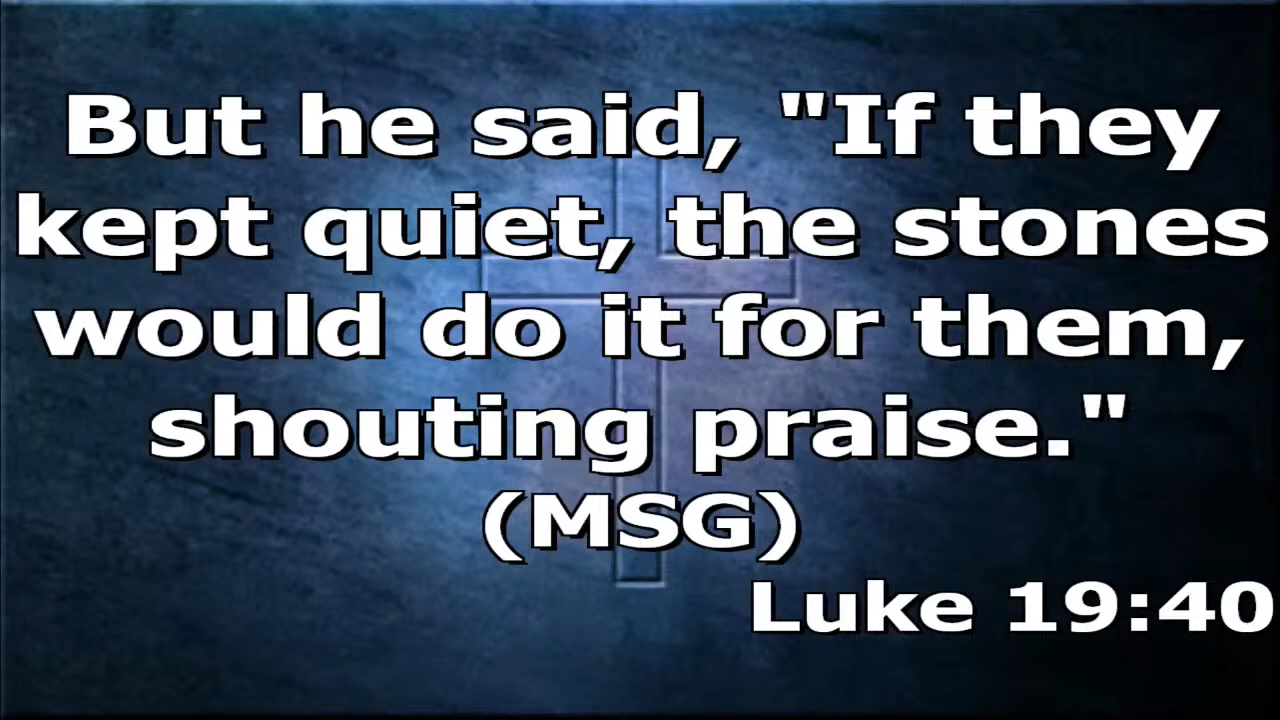 But he said, "If they
kept quiet, the stones
would do it for them,
shouting praise."
(MSG)
Luke 19:40